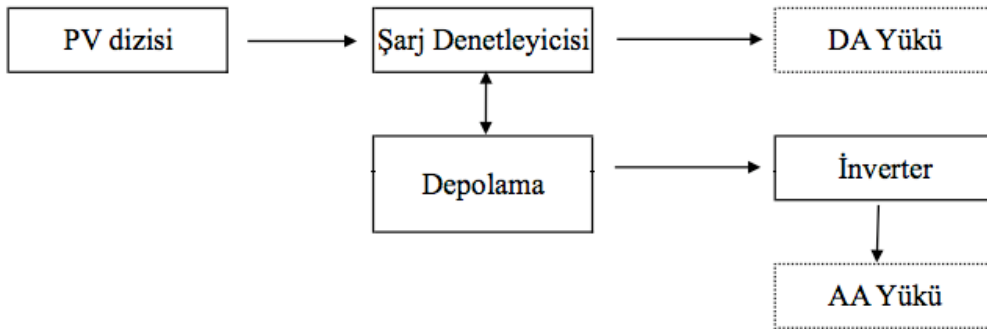 PV dizisi
Şarj Denetleyicisi
DA Yükü
Depolama
İnverter
AA Yükü